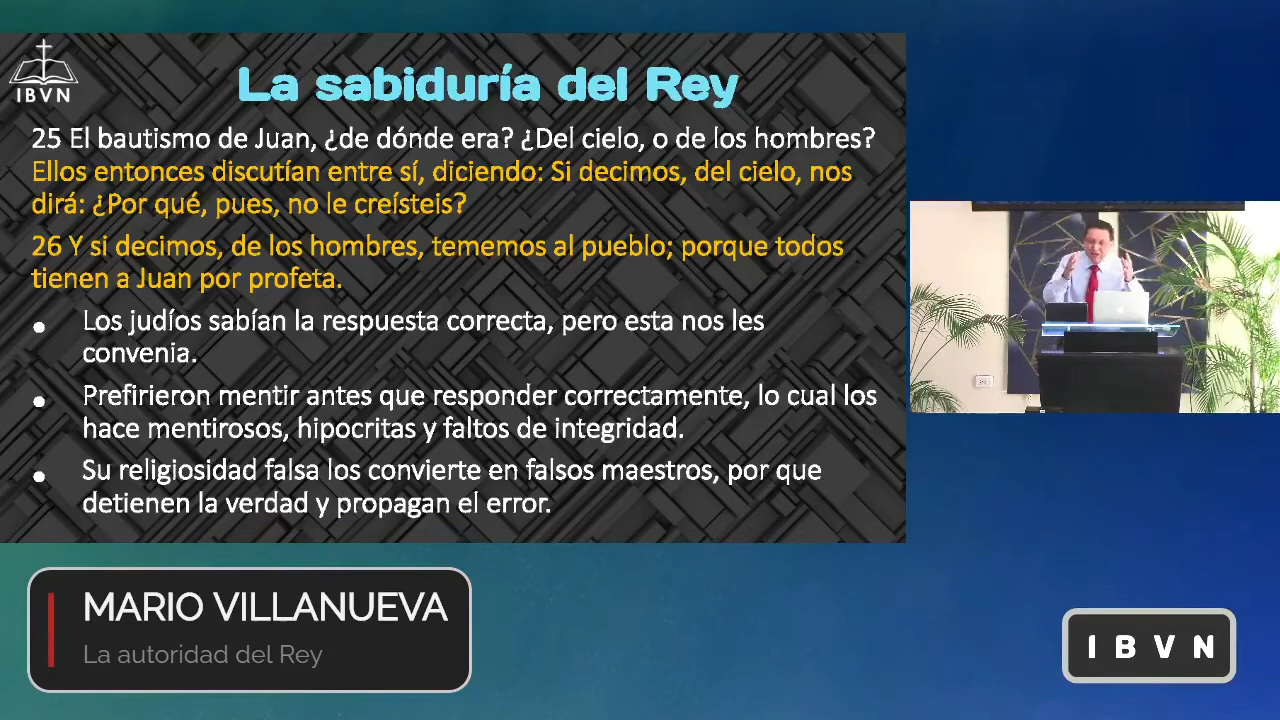 IBVN
La sabiduría del Rey
25 El bautismo de Juan, ¿de dónde era? ¿Del cielo, o de los hombres?
Ellos entonces discutían entre sí, diciendo: Si decimos, del cielo, nos
dirá: ¿Por qué, pues, no le creísteis?
26 Y si decimos, de los hombres, tememos al pueblo; porque todos
tienen a Juan por profeta.
• Los judíos sabían la respuesta correcta, pero esta nos les
convenia.
• Prefirieron mentir antes que responder correctamente, lo cual los
hace mentirosos, hipocritas y faltos de integridad.
• Su religiosidad falsa los convierte en falsos maestros, por que
detienen la verdad y propagan el error.
MARIO VILLANUEVA
La autoridad del Rey
IBVN